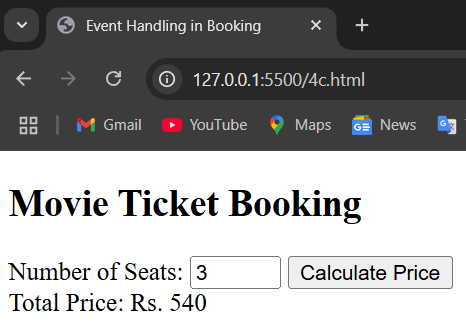 Event Handling in Booking
127.0.0.1:5500/4c.html
Gmail YouTube Maps News
Movie Ticket Booking
Number of Seats: 3 Calculate Price
Total Price: Rs. 540